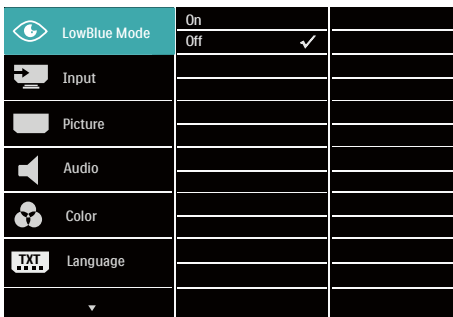 LowBlue Mode
On
Off
Input
Picture
Audio
Color
TXT
Language